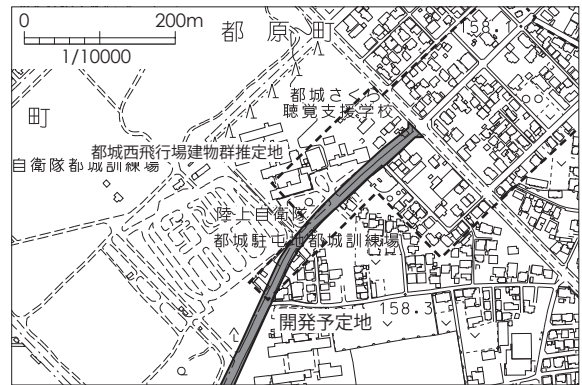 0 200m
1/10000
都原町
158
都城さくら
聴覚支援学校
町
都城西飛行場建物群推定地
自衛隊都城訓練場
陸上自衛隊
都城駐屯地都城訓練場
158.3
開発予定地